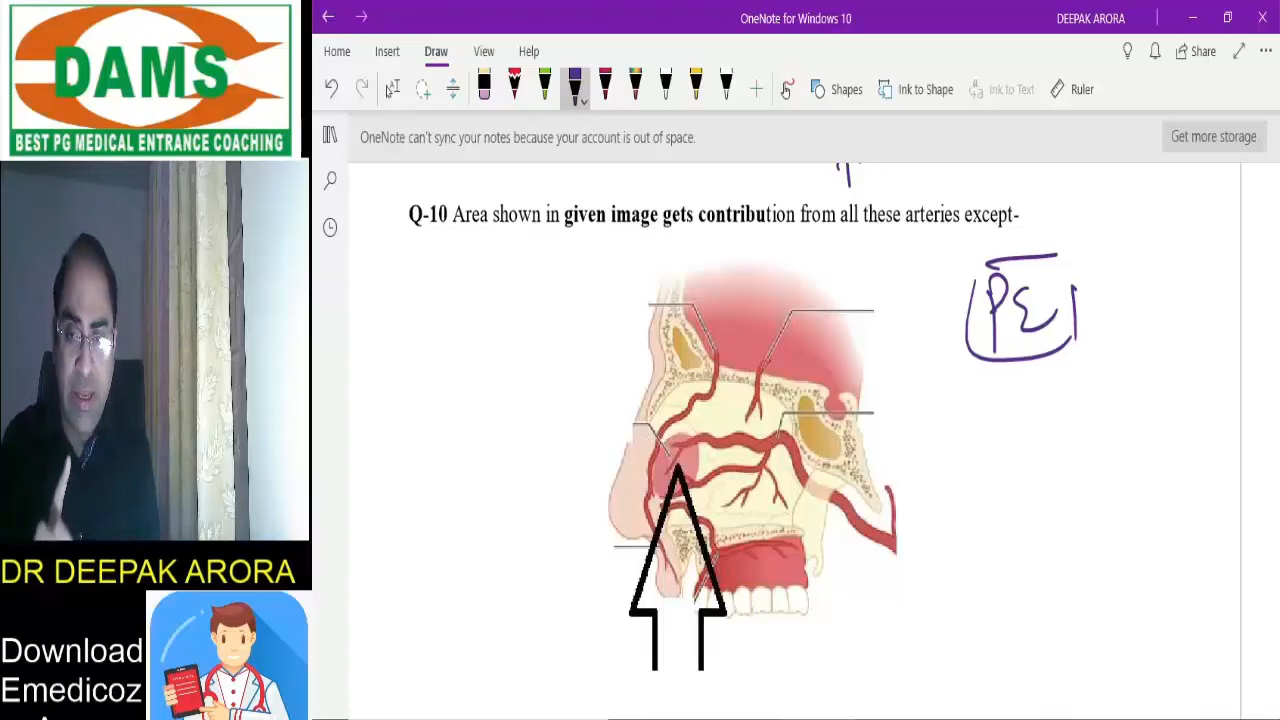 DAMS
BEST PG MEDICAL ENTRANCE COACHING
OneNote for Windows 10
DEEPAK ARORA
Home Insert Draw View Help
Share
Shapes Ink to Shape Ink to Text Ruler
OneNote can't sync your notes because your account is out of space.
Get more storage
Q-10 Area shown in given image gets contribution from all these arteries except-
PE
DR DEEPAK ARORA
Download
Emedicoz